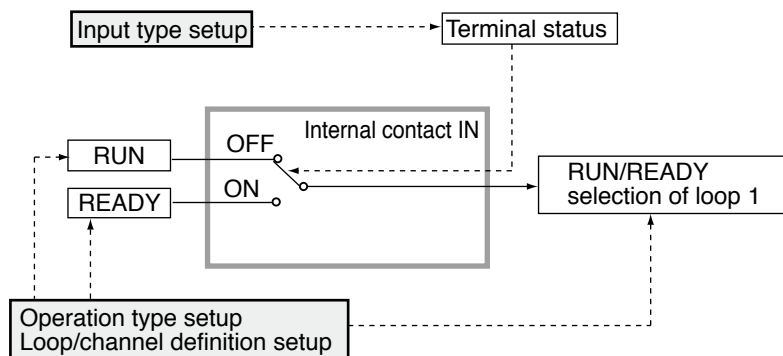 Input type setup
Terminal status
Internal contact IN
RUN
OFF
READY
ON
RUN/READY
selection of loop 1
Operation type setup
Loop/channel definition setup